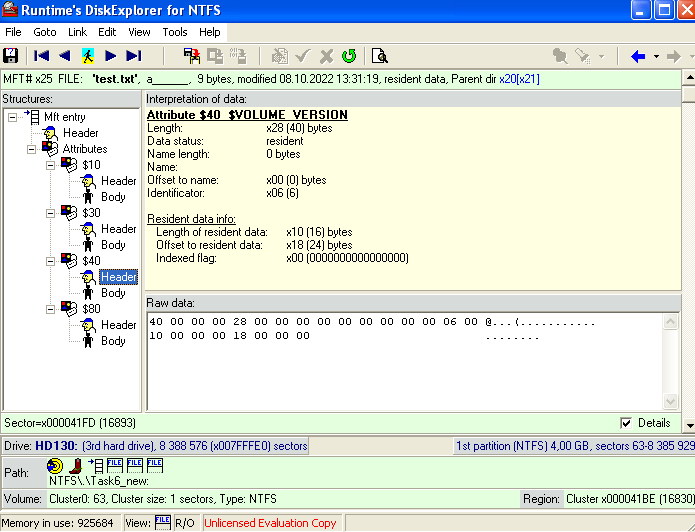 Runtime's DiskExplorer for NTFS
File Goto Link Edit View Tools Help
MFT# x25 FILE: 'test.txt', a_____, 9 bytes, modified 08.10.2022 13:31:19, resident data, Parent dir x20[x21]
Structures:
Mft entry
Header
Attributes
$10
Header
Body
$30
Header
Body
$40
Header
Body
$80
Header
Body
Interpretation of data:
Attribute $40 $VOLUME_VERSION
Length: x28 (40) bytes
Data status: resident
Name length: 0 bytes
Name:
Offset to name: x00 (0) bytes
Identificator: x06 (6)
Resident data info:
Length of resident data: x10 (16) bytes
Offset to resident data: x18 (24) bytes
Indexed flag: x00 (0000000000000000)
Raw data:
40 00 00 00 28 00 00 00 00 00 00 00 00 00 06 00 @...(...........
10 00 00 00 18 00 00 00 ........
Sector=x000041FD (16893)
Details
Drive: HD130: (3rd hard drive), 8 388 576 (x007FFFE0) sectors
1st partition (NTFS) 4,00 GB, sectors 63-8 385 929
Path:
FILE FILE FILE
NTFS\.\Task6_new:
Volume: Cluster0: 63, Cluster size: 1 sectors, Type: NTFS
Region: Cluster x000041BE (16830)
Memory in use: 925684
View: FILE R/O
Unlicensed Evaluation Copy